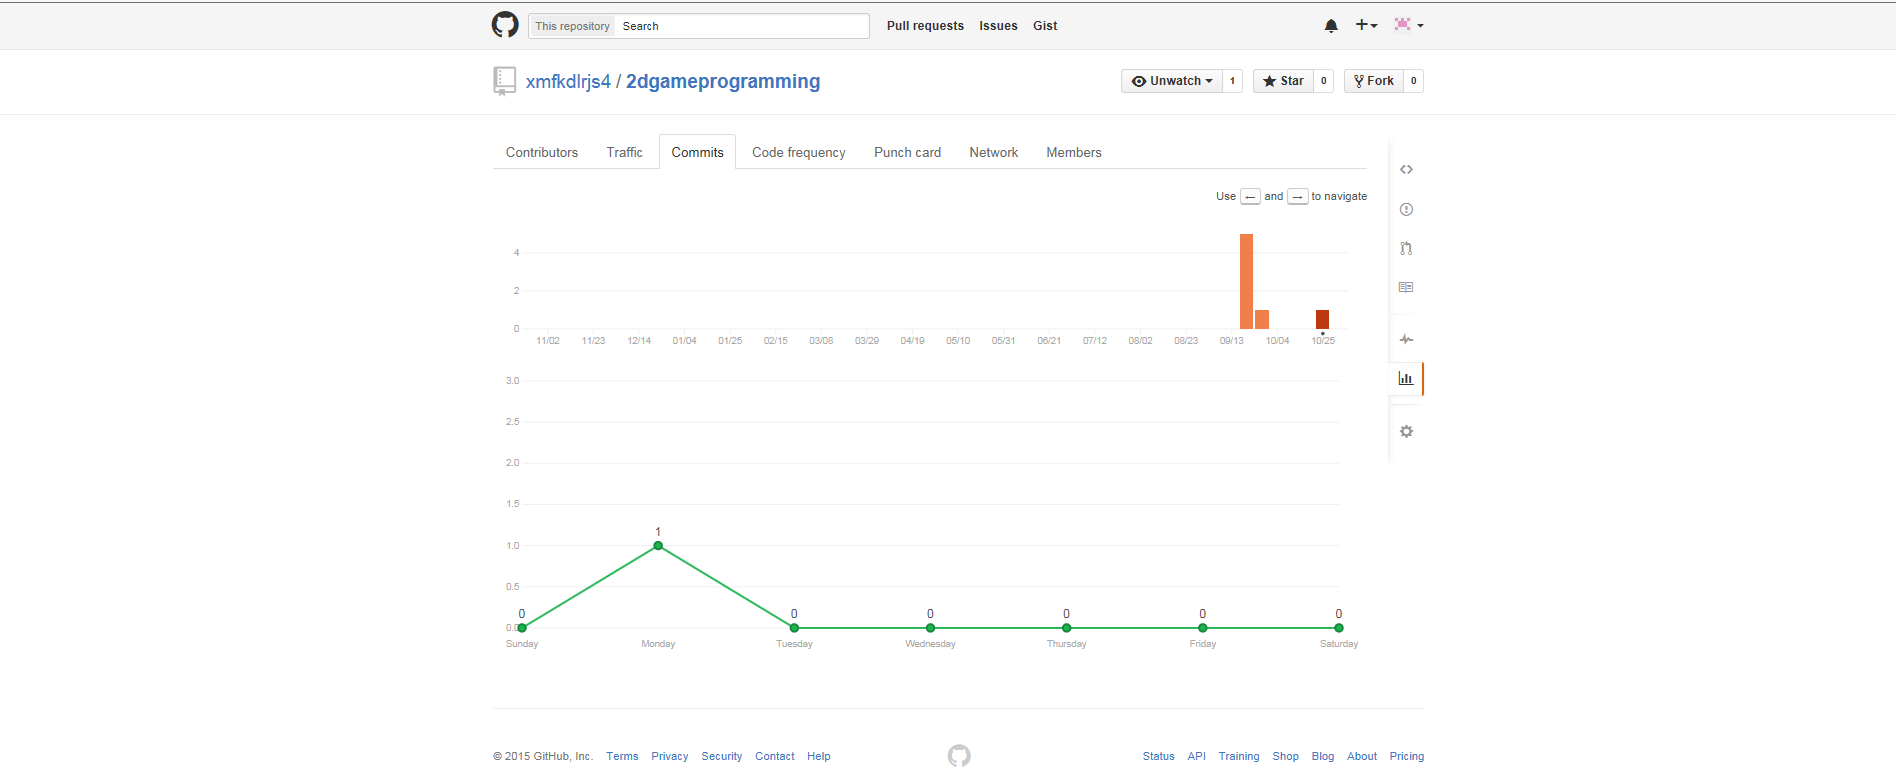 This repository Search Pull requests Issues Gist
xmfkdlrjs4 / 2dgameprogramming Unwatch 1 Star 0 Fork 0
Contributors Traffic Commits Code frequency Punch card Network Members
Use ← and → to navigate
4
2
0
11/02 11/23 12/14 01/04 01/25 02/15 03/08 03/29 04/19 05/10 05/31 06/21 07/12 08/02 08/23 09/13 10/04 10/25
3.0
2.5
2.0
1.5
1
1.0
0.5
0 0 0 0 0 0
0.0
Sunday Monday Tuesday Wednesday Thursday Friday Saturday
© 2015 GitHub, Inc. Terms Privacy Security Contact Help Status API Training Shop Blog About Pricing